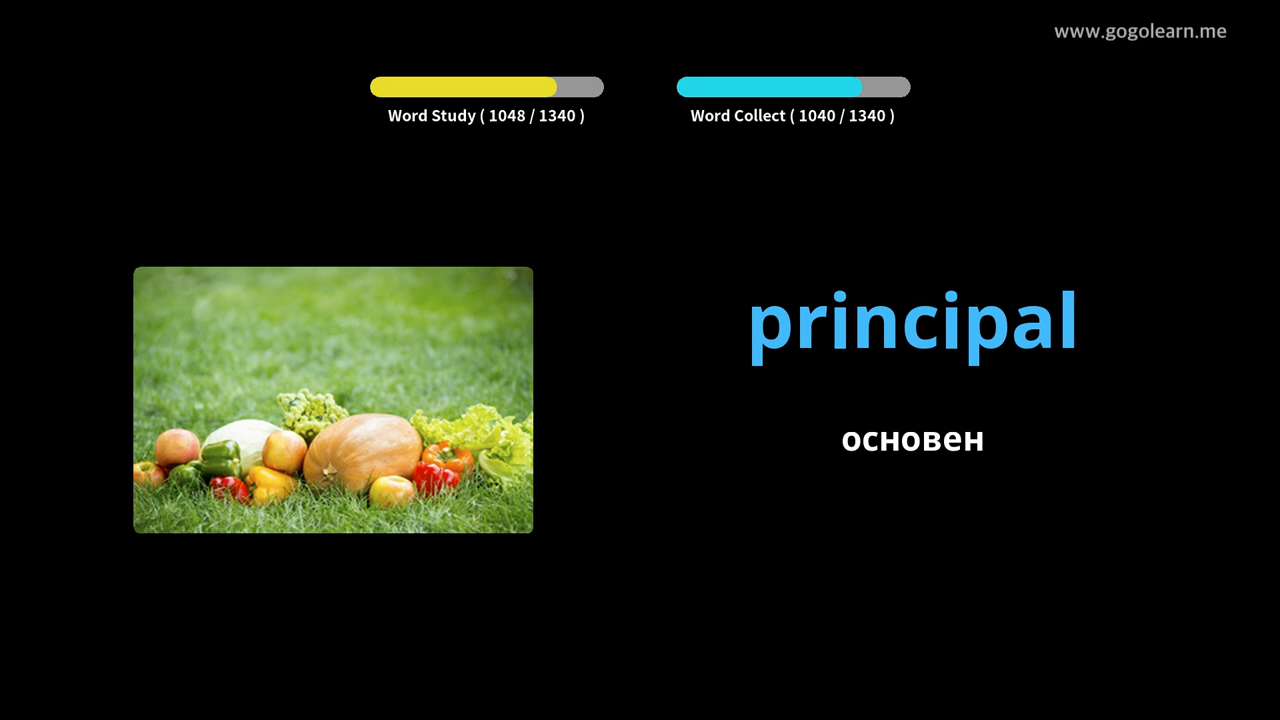 www.gogolearn.me
Word Study ( 1048 / 1340 )
Word Collect ( 1040 / 1340 )
principal
основен